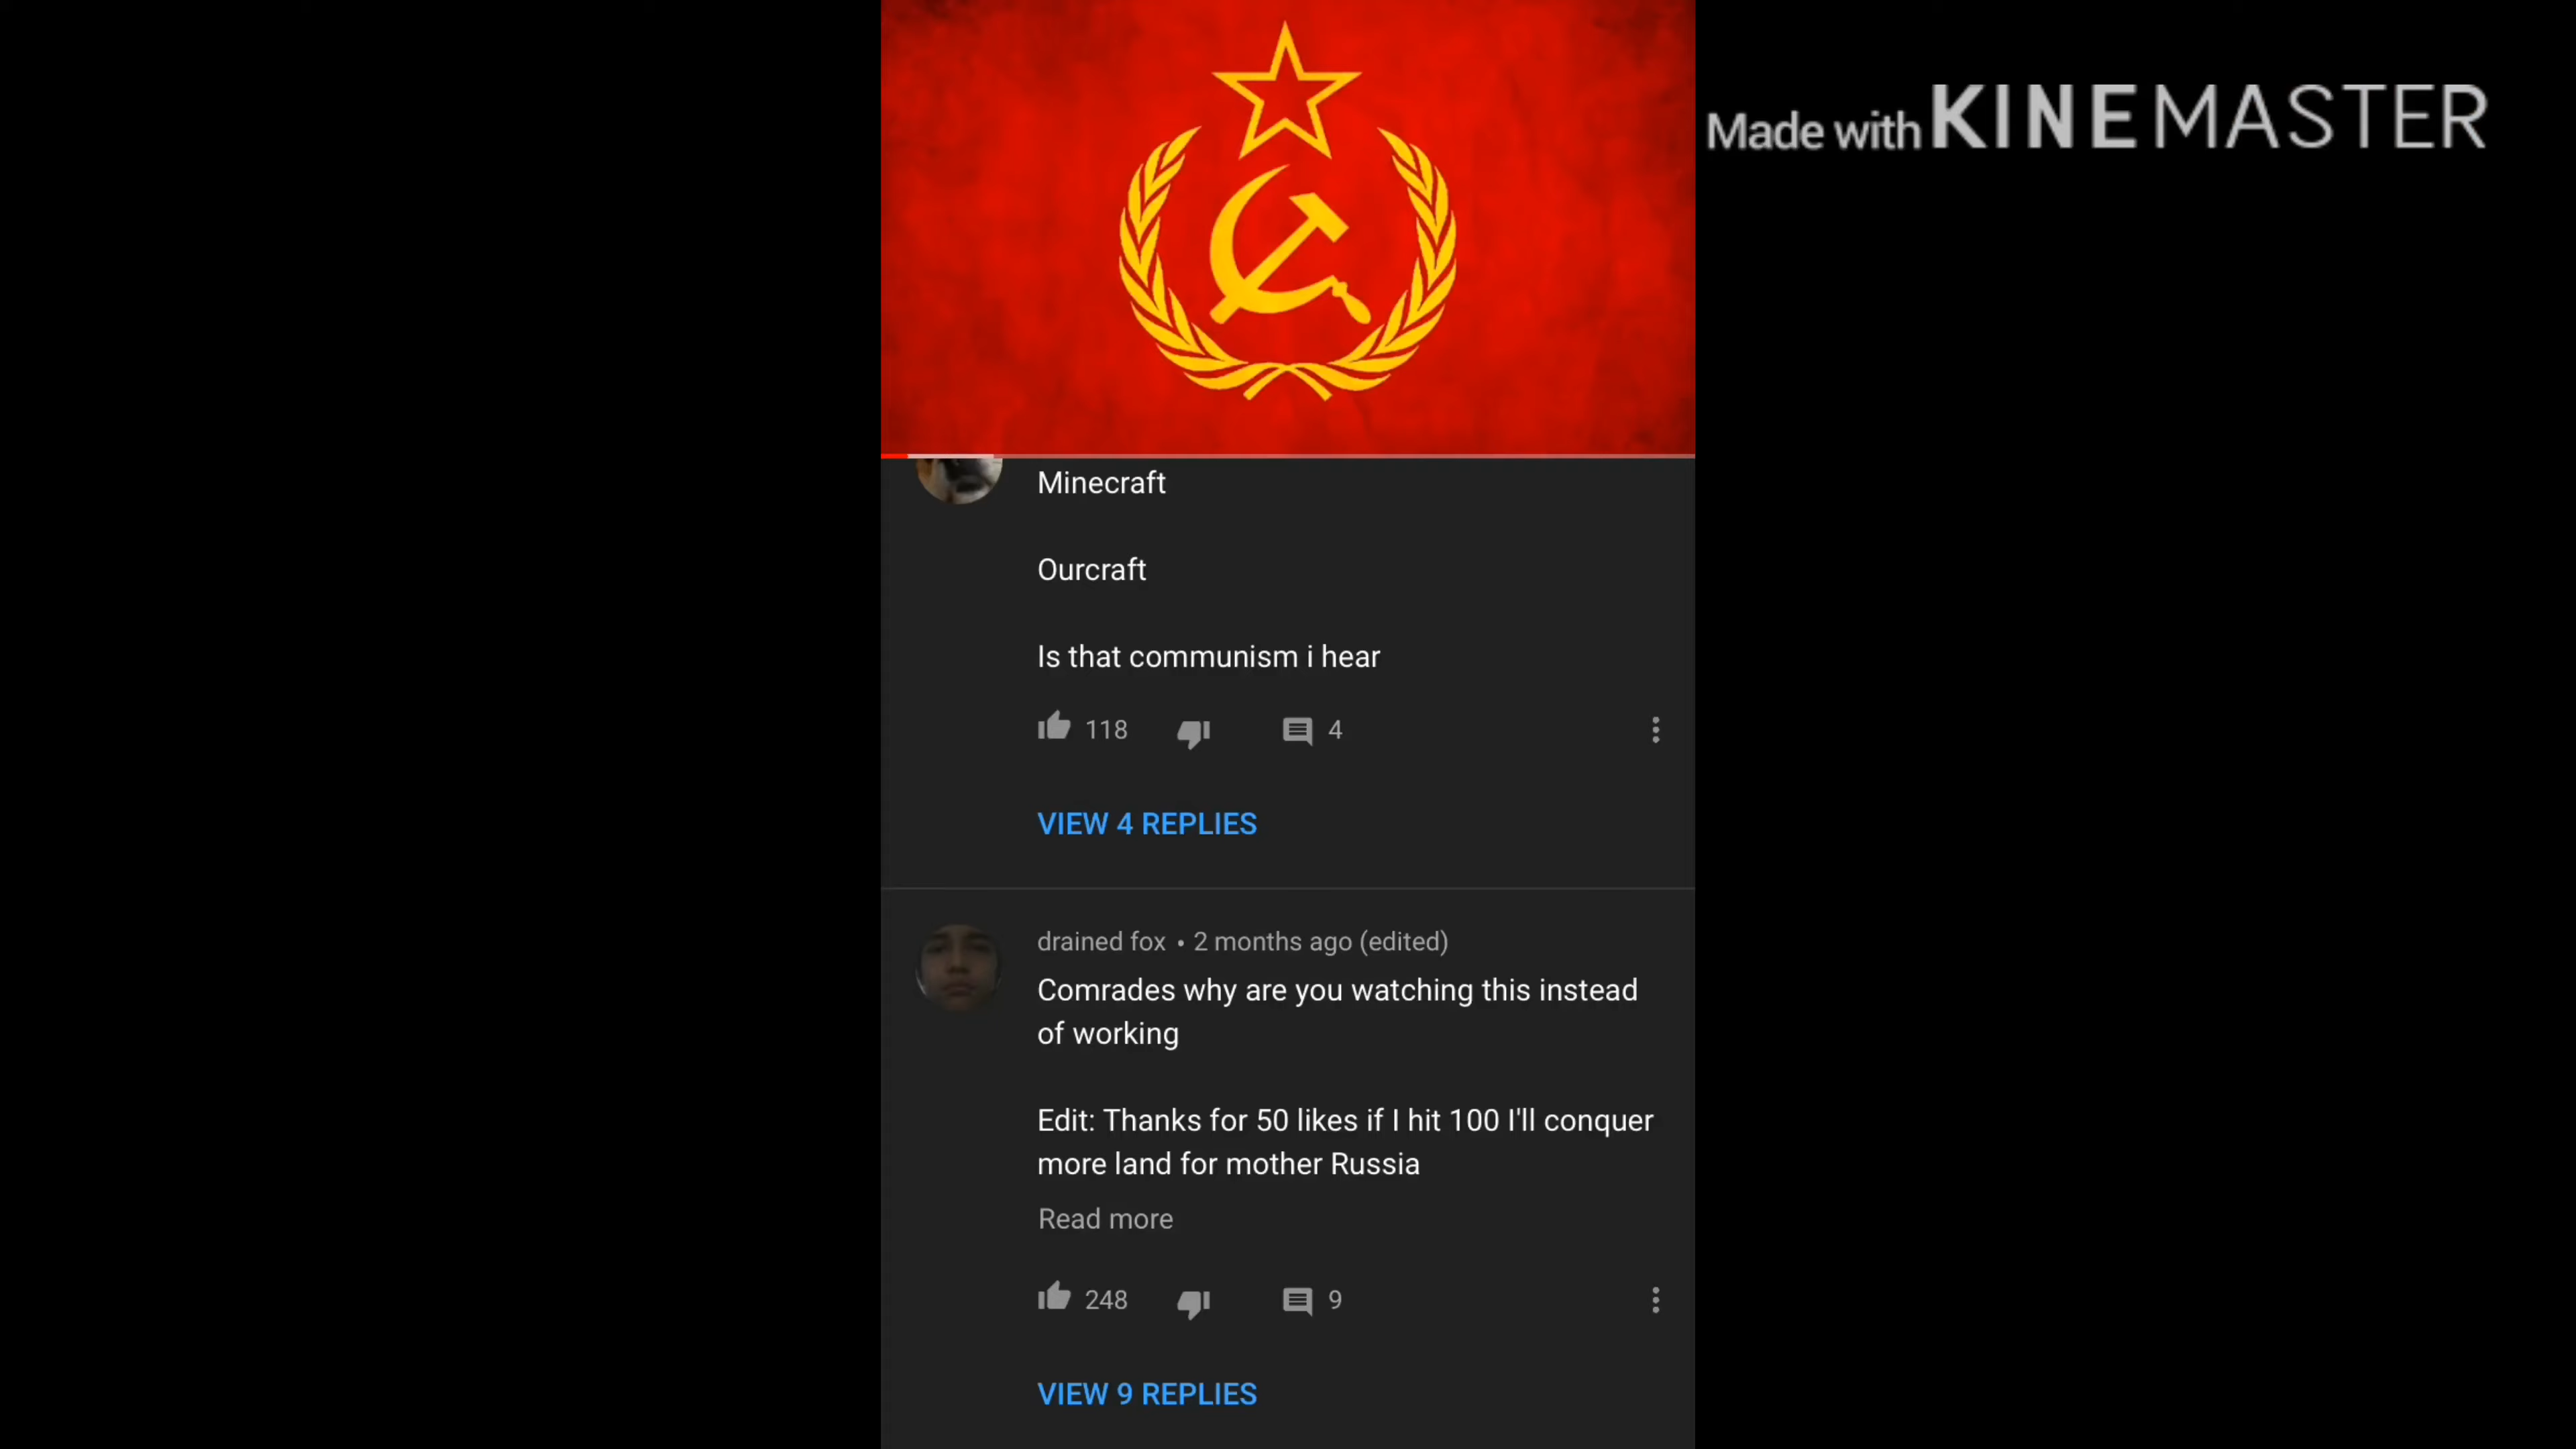 Made with KINEMASTER
Minecraft
Ourcraft
Is that communism i hear
118
4
VIEW 4 REPLIES
drained fox • 2 months ago (edited)
Comrades why are you watching this instead
of working
Edit: Thanks for 50 likes if I hit 100 I'll conquer
more land for mother Russia
Read more
248
9
VIEW 9 REPLIES